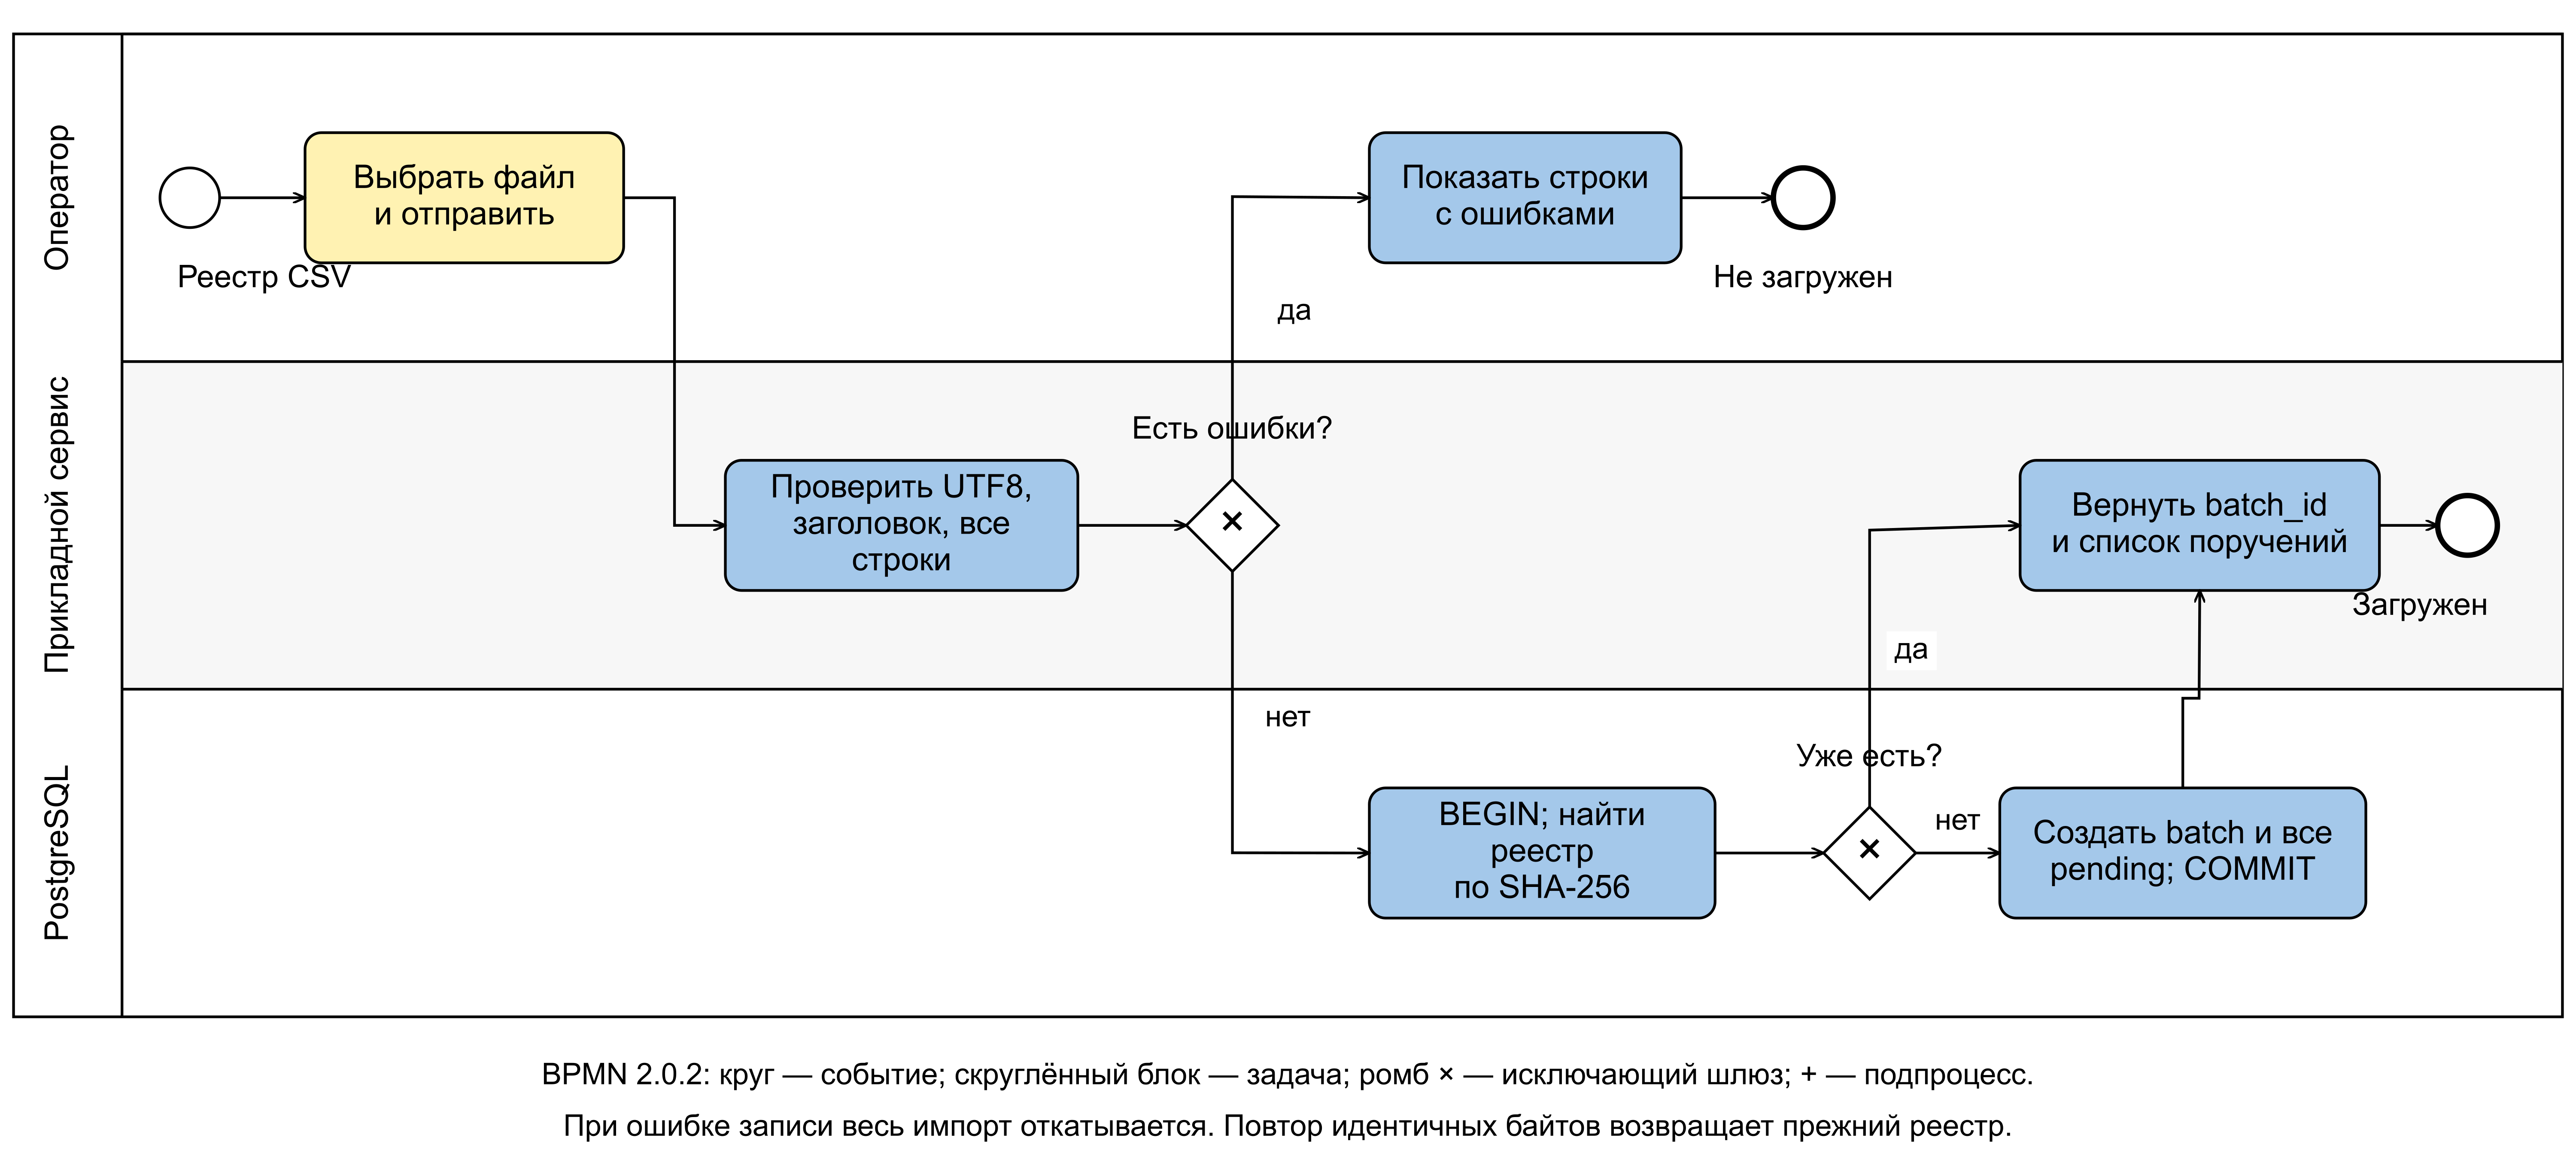 Оператор
Выбрать файл
и отправить
Реестр CSV
Показать строки
с ошибками
Не загружен
да
Прикладной сервис
Есть ошибки?
Проверить UTF8,
заголовок, все
строки
×
Вернуть batch_id
и список поручений
Загружен
да
PostgreSQL
нет
Уже есть?
BEGIN; найти
реестр
по SHA-256
×
нет
Создать batch и все
pending; COMMIT
BPMN 2.0.2: круг — событие; скруглённый блок — задача; ромб × — исключающий шлюз; + — подпроцесс.
При ошибке записи весь импорт откатывается. Повтор идентичных байтов возвращает прежний реестр.